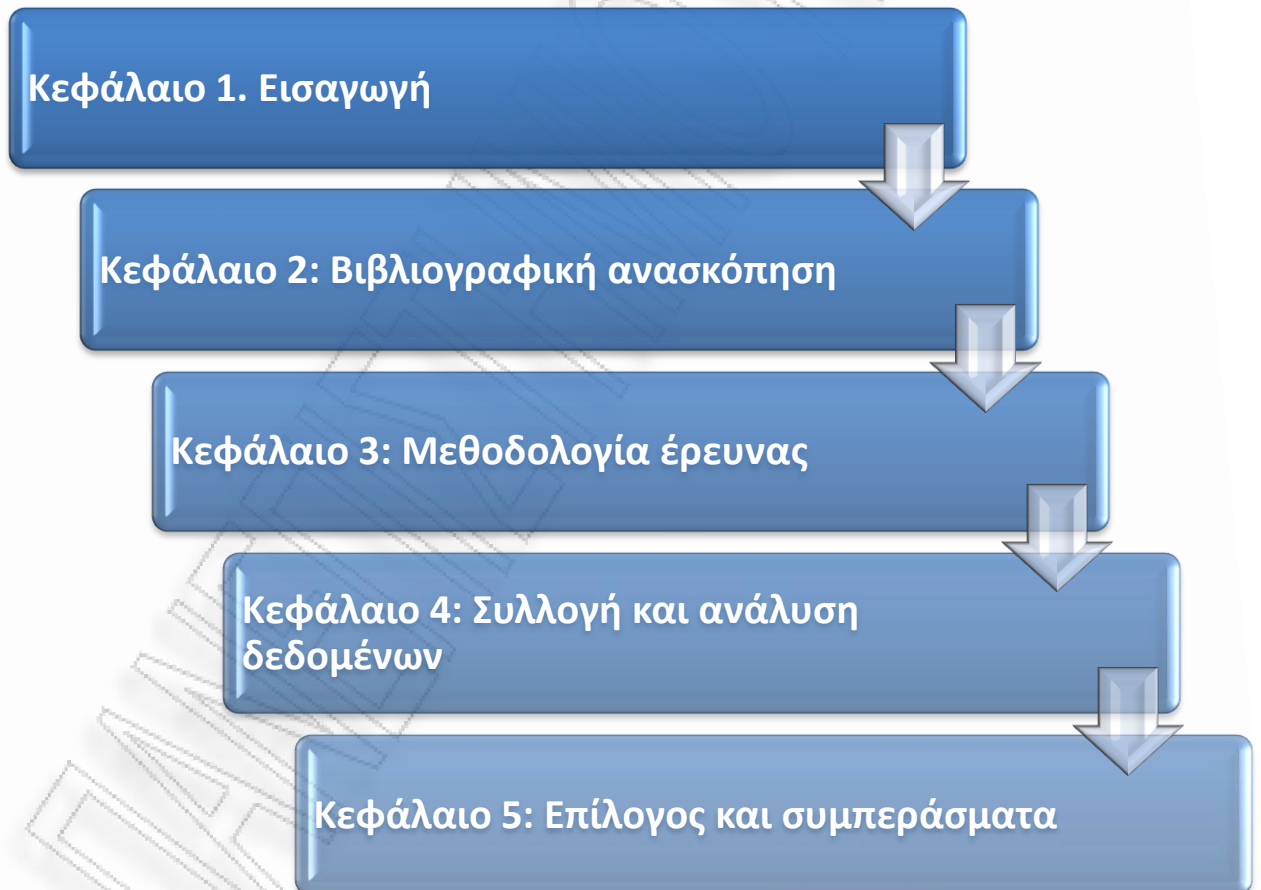 Κεφάλαιο 1. Εισαγωγή
Κεφάλαιο 2: Βιβλιογραφική ανασκόπηση
Κεφάλαιο 3: Μεθοδολογία έρευνας
Κεφάλαιο 4: Συλλογή και ανάλυση
δεδομένων
Κεφάλαιο 5: Επίλογος και συμπεράσματα